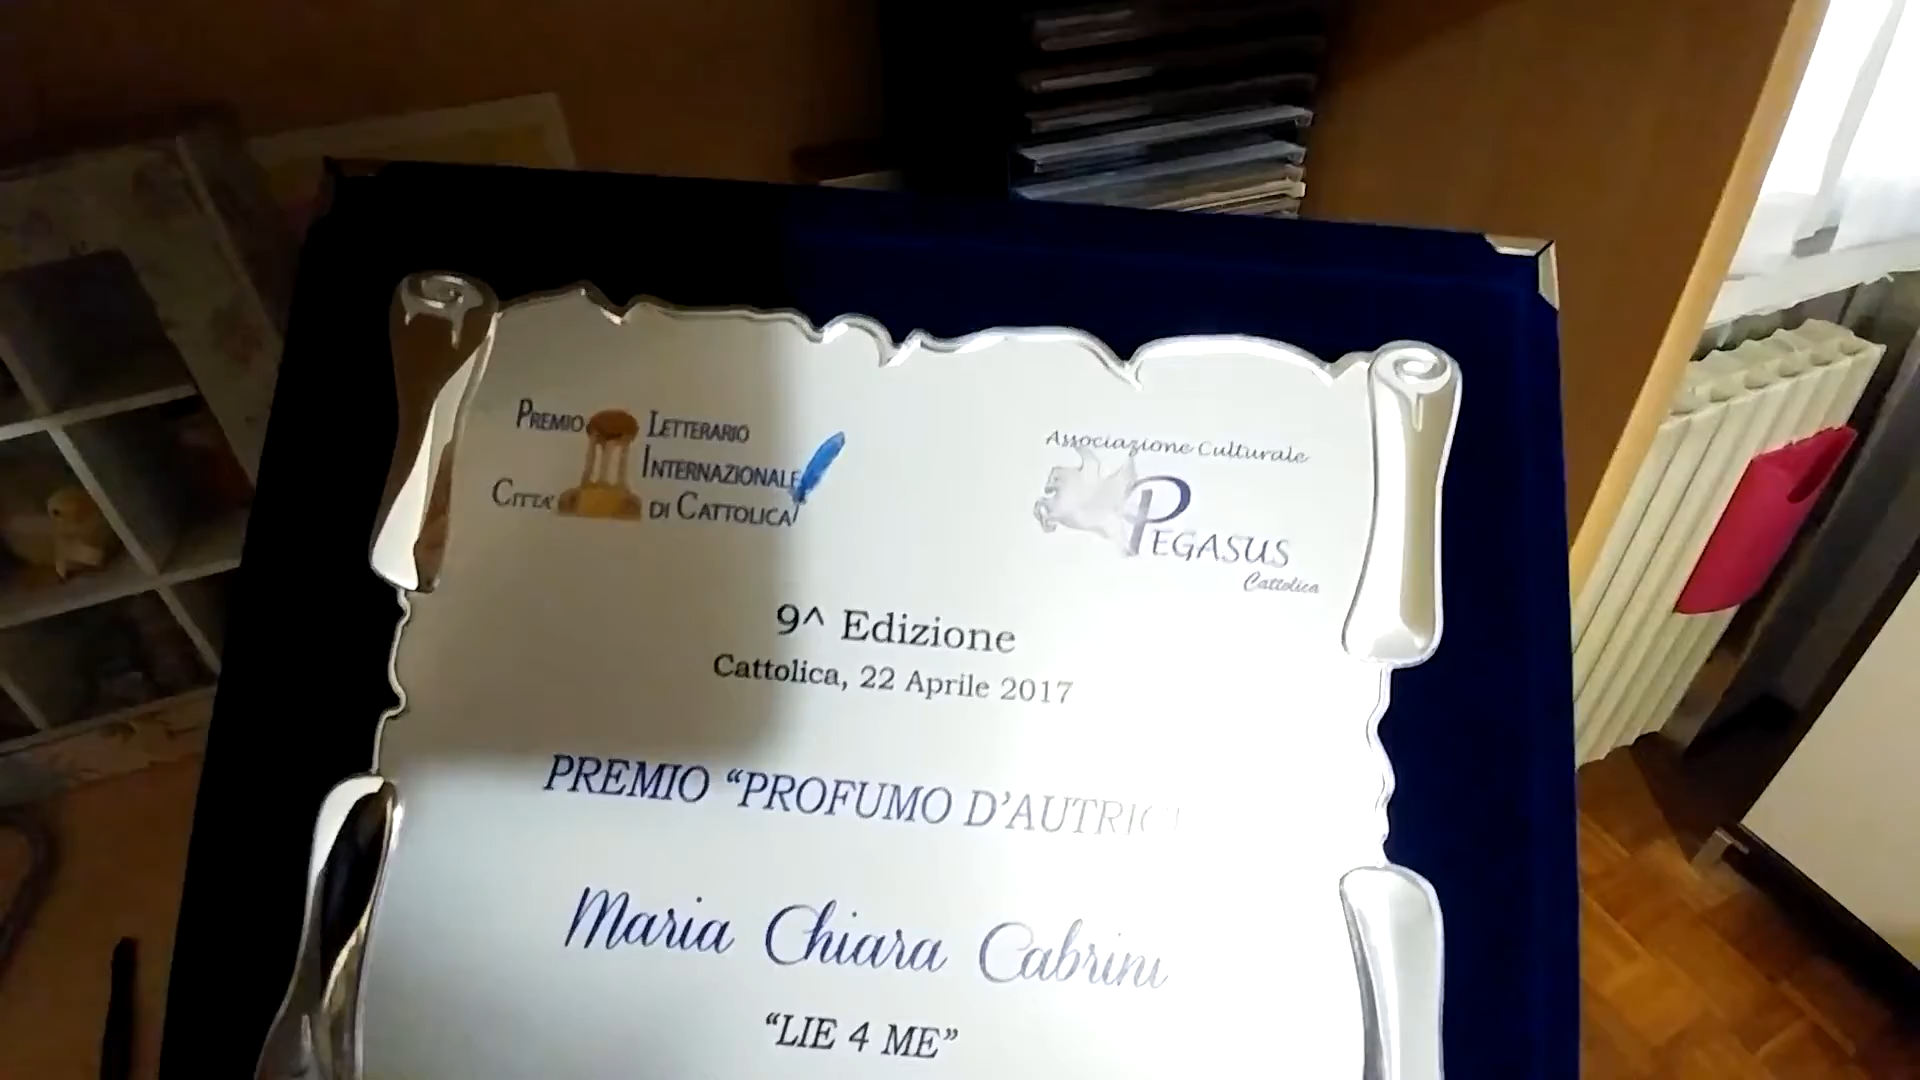 PREMIO LETTERARIO
INTERNAZIONALE
CITTA' DI CATTOLICA
Associazione Culturale
PEGASUS
Cattolica
9^ Edizione
Cattolica, 22 Aprile 2017
PREMIO “PROFUMO D’AUTRIC
Maria Chiara Cabrini
“LIE 4 ME”